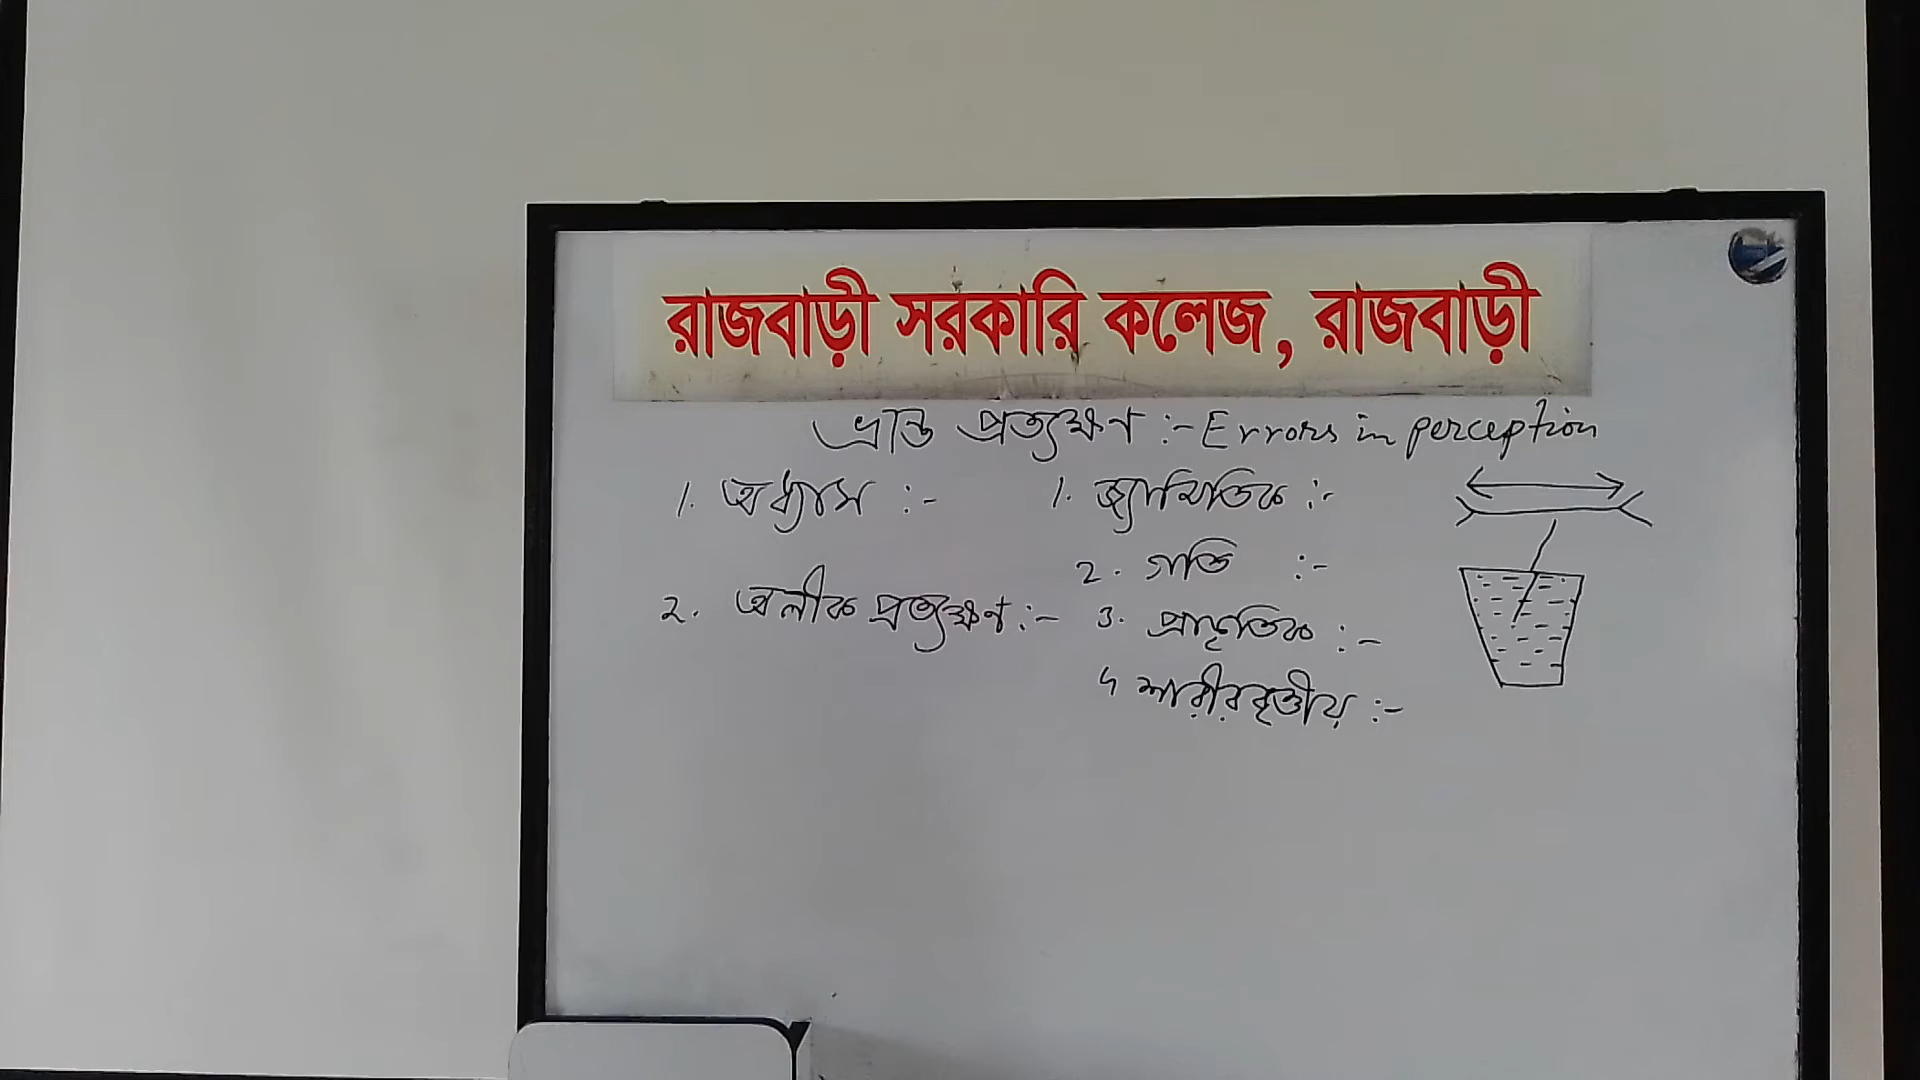 রাজবাড়ী সরকারি কলেজ, রাজবাড়ী
ভ্রান্ত প্রত্যক্ষণ :- Errors in perception
1. অধ্যাস :-
2. অলীক প্রত্যক্ষণ :-
1. জ্যামিতিক :-
2. গতি :-
3. প্রাকৃতিক :-
4 শারীরবৃত্তীয় :-